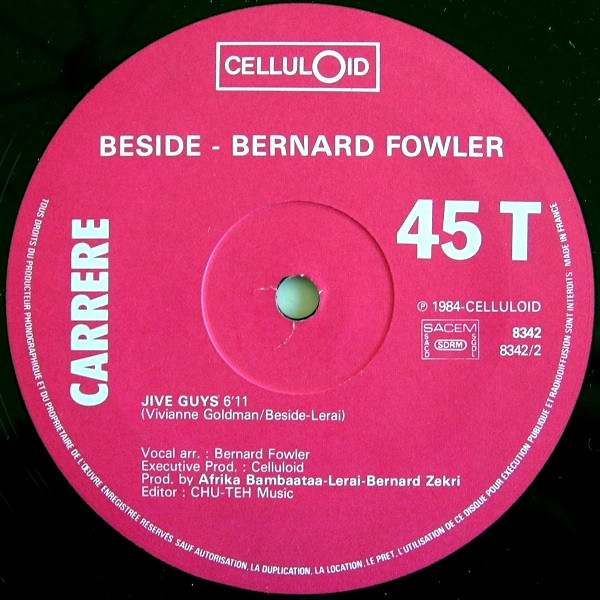 CELLULOID
BESIDE - BERNARD FOWLER
CARRERE
45 T
℗ 1984-CELLULOID
SACEM
SACD
SDRM
SGDL
8342
8342/2
JIVE GUYS 6'11
(Vivianne Goldman/Beside-Lerai)
Vocal arr. : Bernard Fowler
Executive Prod. : Celluloid
Prod. by Afrika Bambaataa-Lerai-Bernard Zekri
Editor : CHU-TEH Music
TOUS DROITS DU PRODUCTEUR PHONOGRAPHIQUE ET DU PROPRIETAIRE DE L'ŒUVRE ENREGISTREE RESERVES. SAUF AUTORISATION, LA DUPLICATION, LA LOCATION, LE PRET, L'UTILISATION DE CE DISQUE POUR EXECUTION PUBLIQUE ET RADIODIFFUSION SONT INTERDITS. MADE IN FRANCE